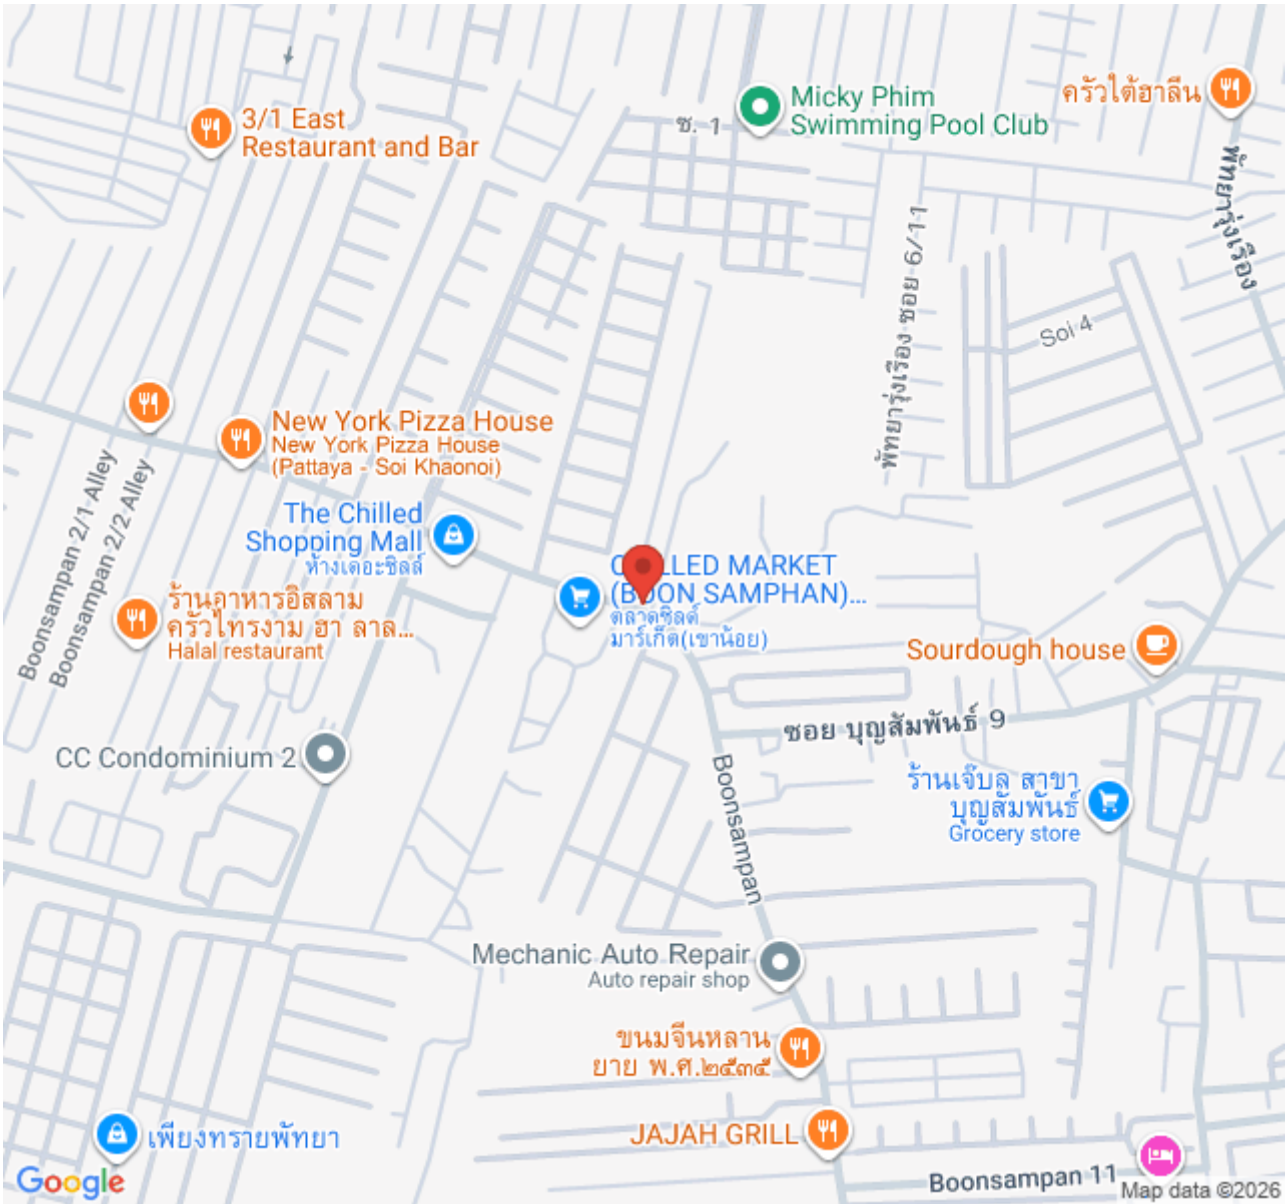 3/1 East
Restaurant and Bar
ซ. 1
Micky Phim
Swimming Pool Club
ครัวใต้ฮาลีน
พัทยารุ่งเรือง
พัทยารุ่งเรือง ซอย 6/11
Soi 4
New York Pizza House
New York Pizza House
(Pattaya - Soi Khaonoi)
Boonsampan 2/1 Alley
Boonsampan 2/2 Alley
The Chilled
Shopping Mall
ห้างเดอะชิลล์
LLED MARKET
ON SAMPHAN)...
ตลาดชิลด์
มาร์เก็ต(เขาน้อย)
ร้านอาหารอิสลาม
ครัวไทรงาม ฮา ลาล...
Halal restaurant
Sourdough house
ซอย บุญสัมพันธ์ 9
CC Condominium 2
Boonsampan
ร้านเจ๊บล สาขา
บุญสัมพันธ์
Grocery store
Mechanic Auto Repair
Auto repair shop
ขนมจีนหลาน
ยาย พ.ศ.๒๕๓๕
JAJAH GRILL
เพียงทรายพัทยา
Boonsampan 11
Google
Map data ©2026